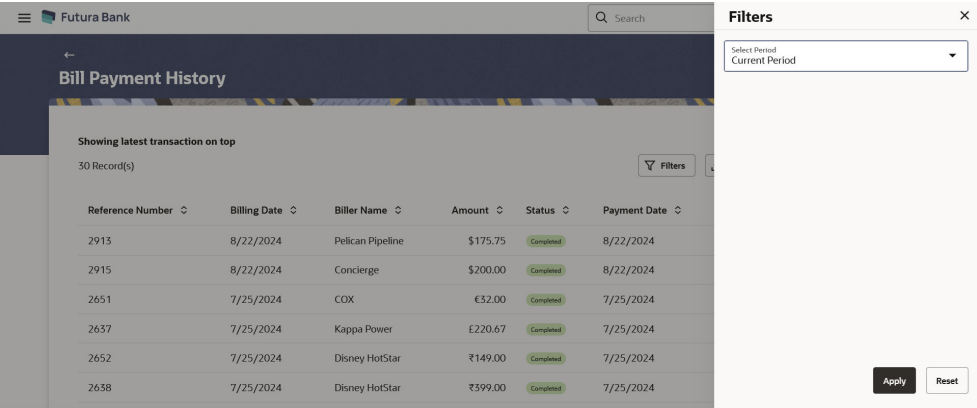 Futura Bank
Search
Bill Payment History
Showing latest transaction on top
30 Record(s)
Filters
Reference Number Billing Date Biller Name Amount Status Payment Date
2913 8/22/2024 Pelican Pipeline $175.75 Completed 8/22/2024
2915 8/22/2024 Concierge $200.00 Completed 8/22/2024
2651 7/25/2024 COX €32.00 Completed 7/25/2024
2637 7/25/2024 Kappa Power £220.67 Completed 7/25/2024
2652 7/25/2024 Disney HotStar ₹149.00 Completed 7/25/2024
2638 7/25/2024 Disney HotStar ₹399.00 Completed 7/25/2024
Filters
Select Period
Current Period
Apply Reset